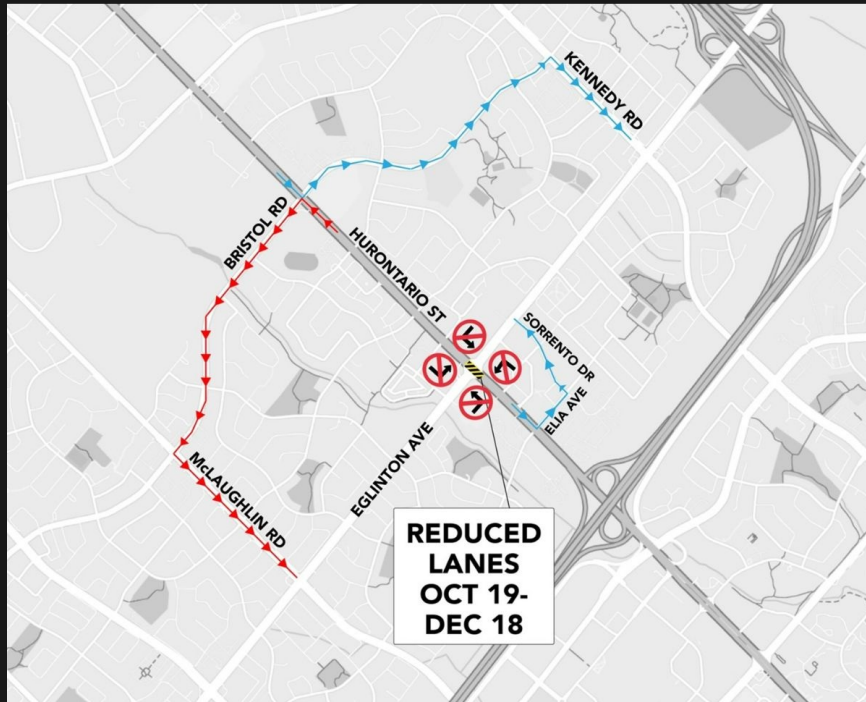 KENNEDY RD
BRISTOL RD
HURONTARIO ST
SORRENTO DR
ELIA AVE
EGLINTON AVE
McLAUGHLIN RD
REDUCED
LANES
OCT 19-
DEC 18